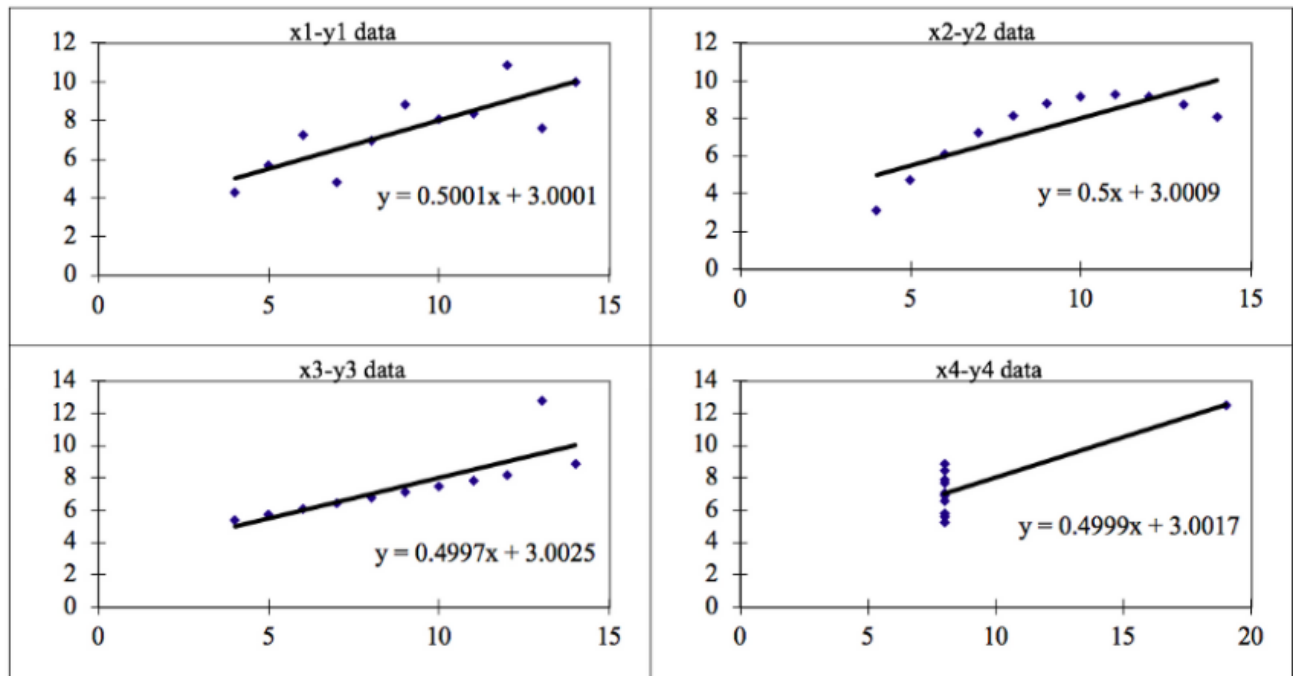 x1-y1 data
12
10
8
6
4
2
0
y = 0.5001x + 3.0001
0 5 10 15
x2-y2 data
12
10
8
6
4
2
0
y = 0.5x + 3.0009
0 5 10 15
x3-y3 data
14
12
10
8
6
4
2
0
y = 0.4997x + 3.0025
0 5 10 15
x4-y4 data
14
12
10
8
6
4
2
0
y = 0.4999x + 3.0017
0 5 10 15 20